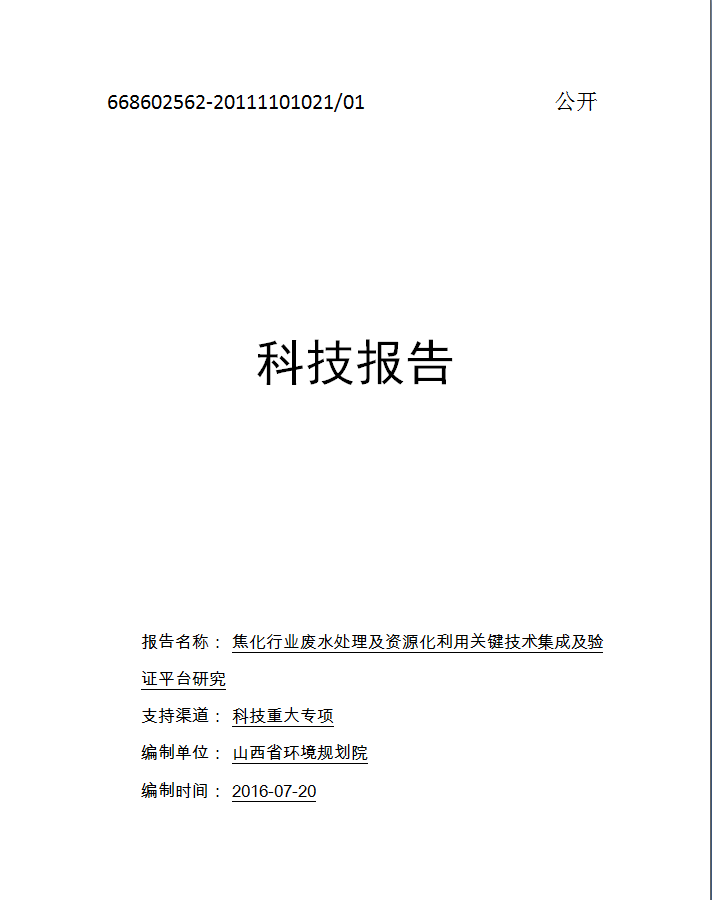 668602562-20111101021/01 公开
科技报告
报告名称： 焦化行业废水处理及资源化利用关键技术集成及验
证平台研究
支持渠道： 科技重大专项
编制单位： 山西省环境规划院
编制时间： 2016-07-20